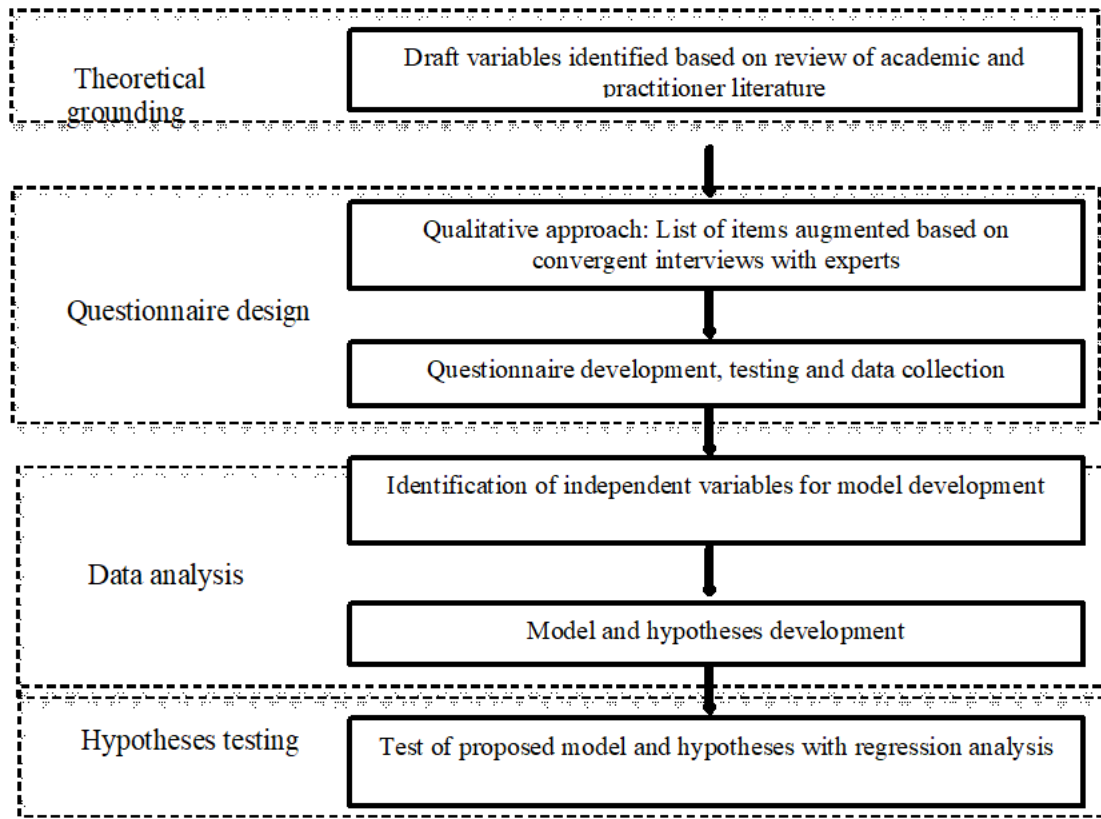 Theoretical
grounding
Draft variables identified based on review of academic and
practitioner literature
Questionnaire design
Qualitative approach: List of items augmented based on
convergent interviews with experts
Questionnaire development, testing and data collection
Data analysis
Identification of independent variables for model development
Model and hypotheses development
Hypotheses testing
Test of proposed model and hypotheses with regression analysis